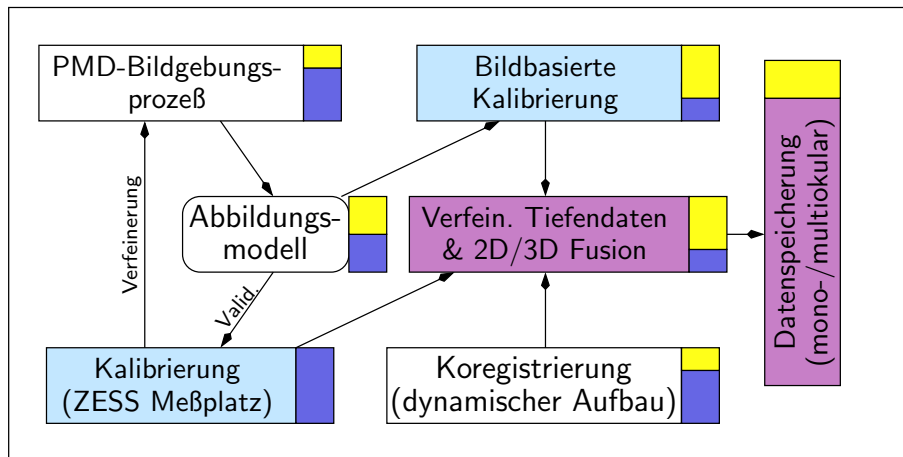 PMD-Bildgebungs-
prozeß
Bildbasierte
Kalibrierung
Verfeinerung
Abbildungs-
modell
Verfein. Tiefendaten
& 2D/3D Fusion
Datenspeicherung
(mono-/multiokular)
Valid.
Kalibrierung
(ZESS Meßplatz)
Koregistrierung
(dynamischer Aufbau)